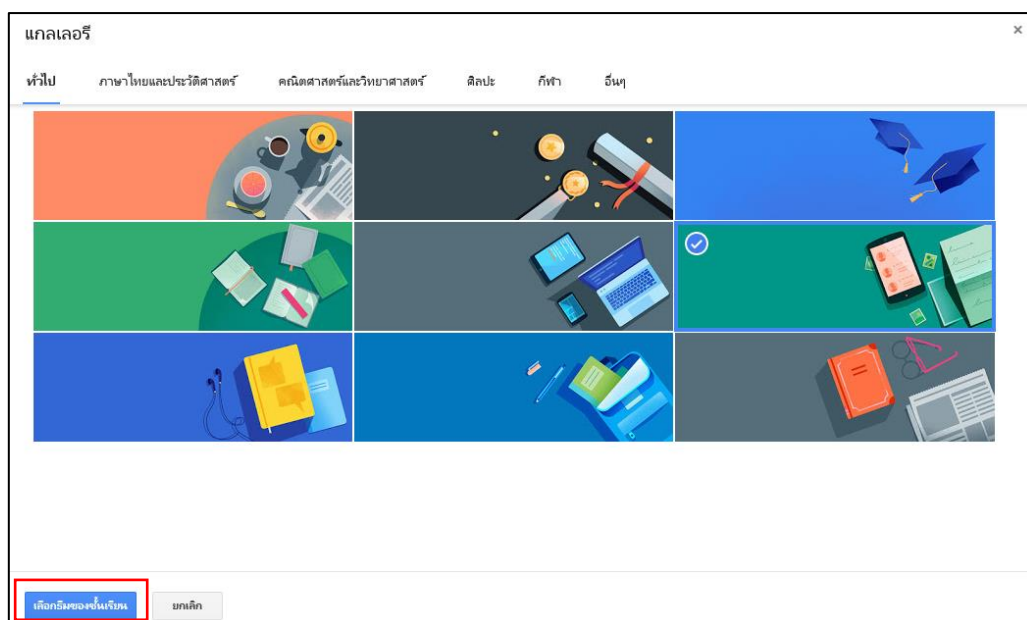 แกลเลอรี
ทั่วไป ภาษาไทยและประวัติศาสตร์ คณิตศาสตร์และวิทยาศาสตร์ ศิลปะ กีฬา อื่นๆ
เลือกธีมของชั้นเรียน ยกเลิก